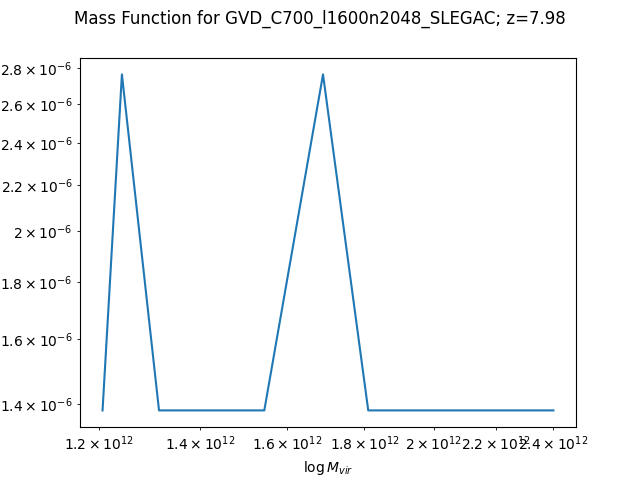 Mass Function for GVD_C700_l1600n2048_SLEGAC; z=7.98
2.8 × 10⁻⁶
2.6 × 10⁻⁶
2.4 × 10⁻⁶
2.2 × 10⁻⁶
2 × 10⁻⁶
1.8 × 10⁻⁶
1.6 × 10⁻⁶
1.4 × 10⁻⁶
1.2 × 10¹² 1.4 × 10¹² 1.6 × 10¹² 1.8 × 10¹² 2 × 10¹² 2.2 × 10¹² 2.4 × 10¹²
log M_vir